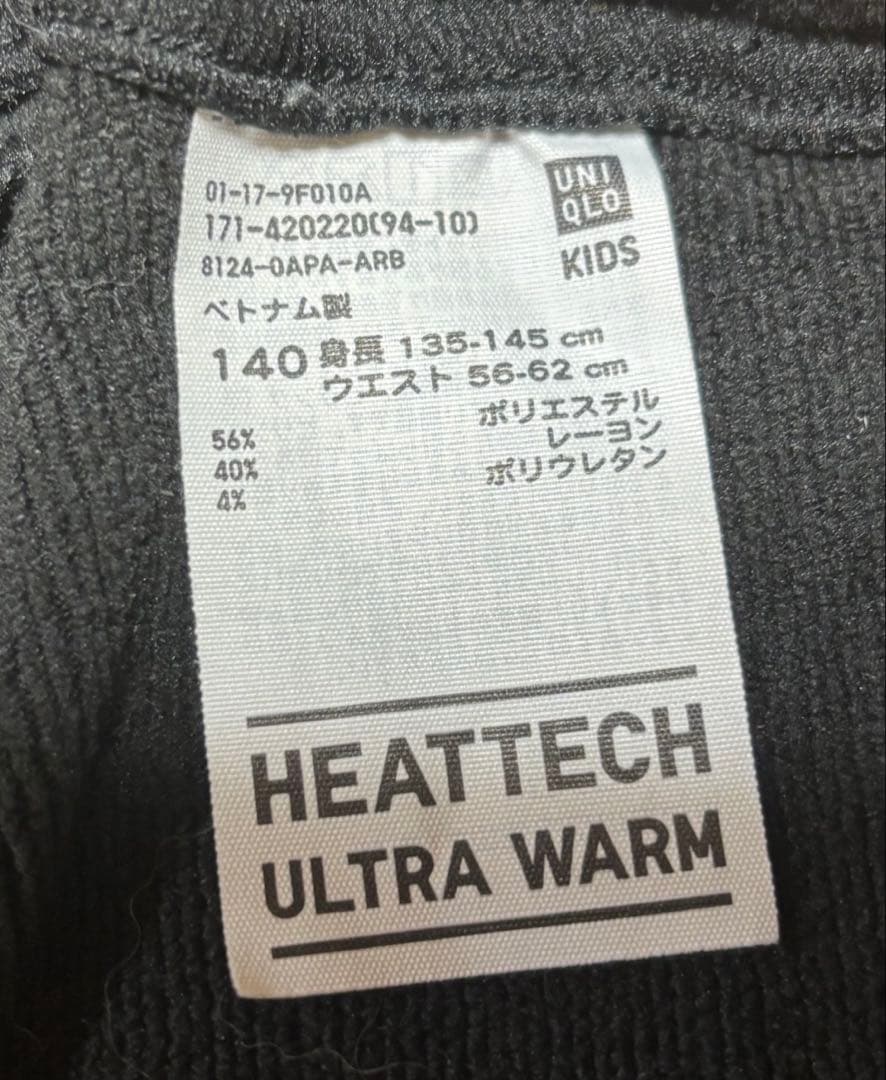 UNI
QLO
KIDS
01-17-9F010A
171-420220(94-10)
8124-0APA-ARB
ベトナム製
140 身長 135-145 cm
ウエスト 56-62 cm
56% ポリエステル
40% レーヨン
4% ポリウレタン
HEATTECH
ULTRA WARM